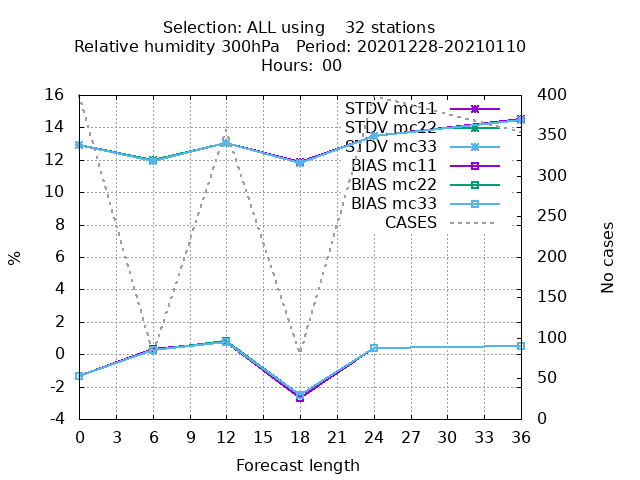 Selection: ALL using    32 stations
Relative humidity 300hPa   Period: 20201228-20210110
Hours: 00
STDV mc11
STDV mc22
STDV mc33
BIAS mc11
BIAS mc22
BIAS mc33
CASES
16
14
12
10
8
6
4
2
0
-2
-4
%
400
350
300
250
200
150
100
50
0
No cases
0 3 6 9 12 15 18 21 24 27 30 33 36
Forecast length